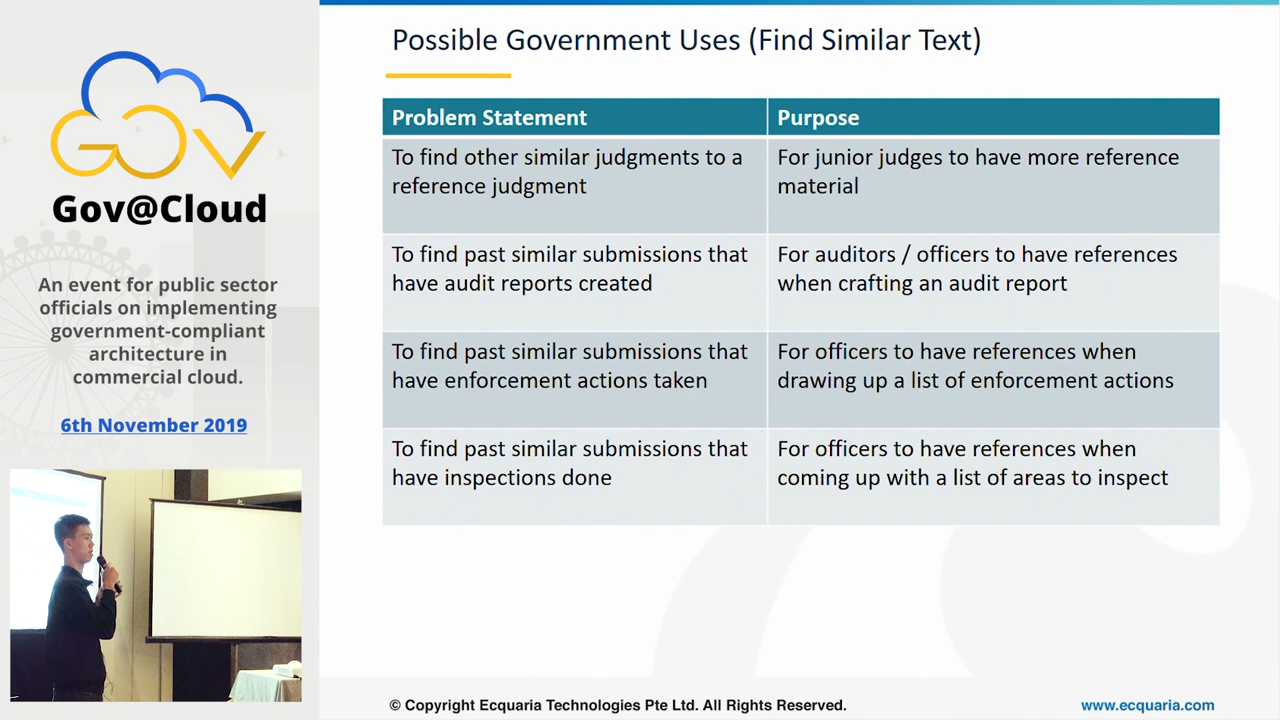 GOV
Gov@Cloud
An event for public sector
officials on implementing
government-compliant
architecture in
commercial cloud.
6th November 2019
Possible Government Uses (Find Similar Text)
Problem Statement
Purpose
To find other similar judgments to a
reference judgment
For junior judges to have more reference
material
To find past similar submissions that
have audit reports created
For auditors / officers to have references
when crafting an audit report
To find past similar submissions that
have enforcement actions taken
For officers to have references when
drawing up a list of enforcement actions
To find past similar submissions that
have inspections done
For officers to have references when
coming up with a list of areas to inspect
© Copyright Ecquaria Technologies Pte Ltd. All Rights Reserved.
www.ecquaria.com